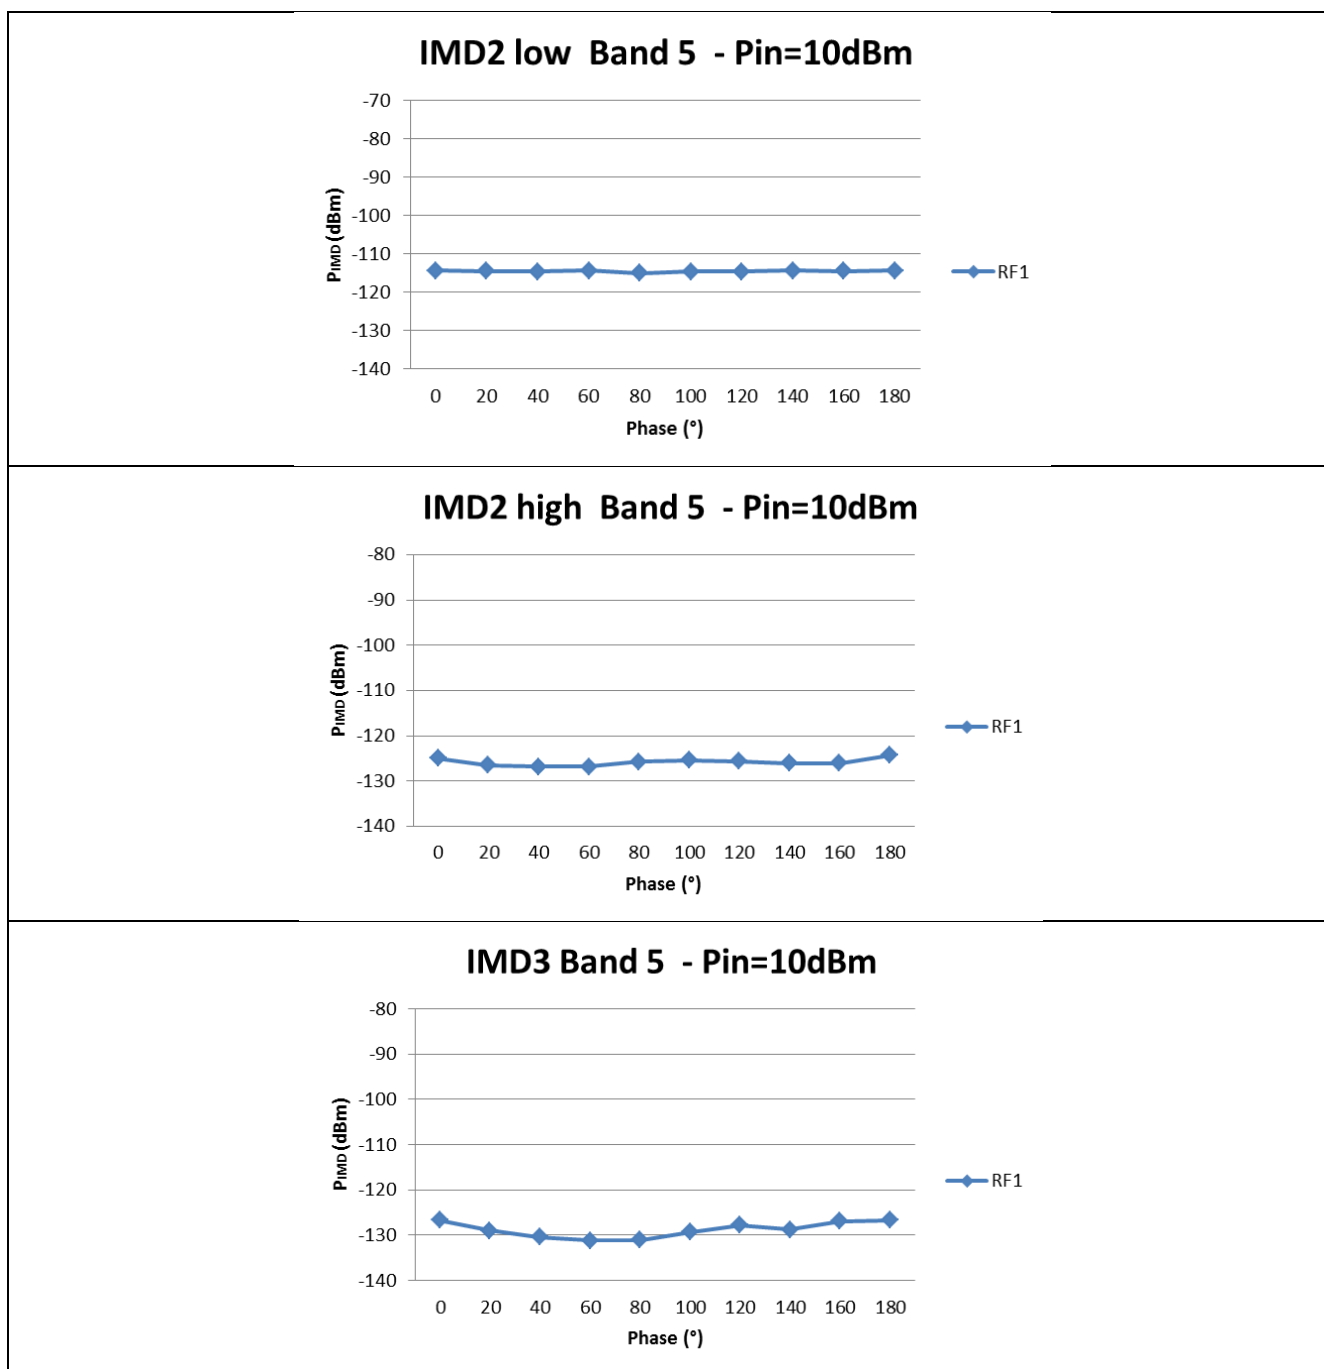 IMD2 low  Band 5  - Pin=10dBm
-70
-80
-90
-100
-110
-120
-130
-140
PIMD (dBm)
0 20 40 60 80 100 120 140 160 180
Phase (°)
RF1
IMD2 high  Band 5  - Pin=10dBm
-80
-90
-100
-110
-120
-130
-140
PIMD (dBm)
0 20 40 60 80 100 120 140 160 180
Phase (°)
RF1
IMD3 Band 5  - Pin=10dBm
-80
-90
-100
-110
-120
-130
-140
PIMD (dBm)
0 20 40 60 80 100 120 140 160 180
Phase (°)
RF1